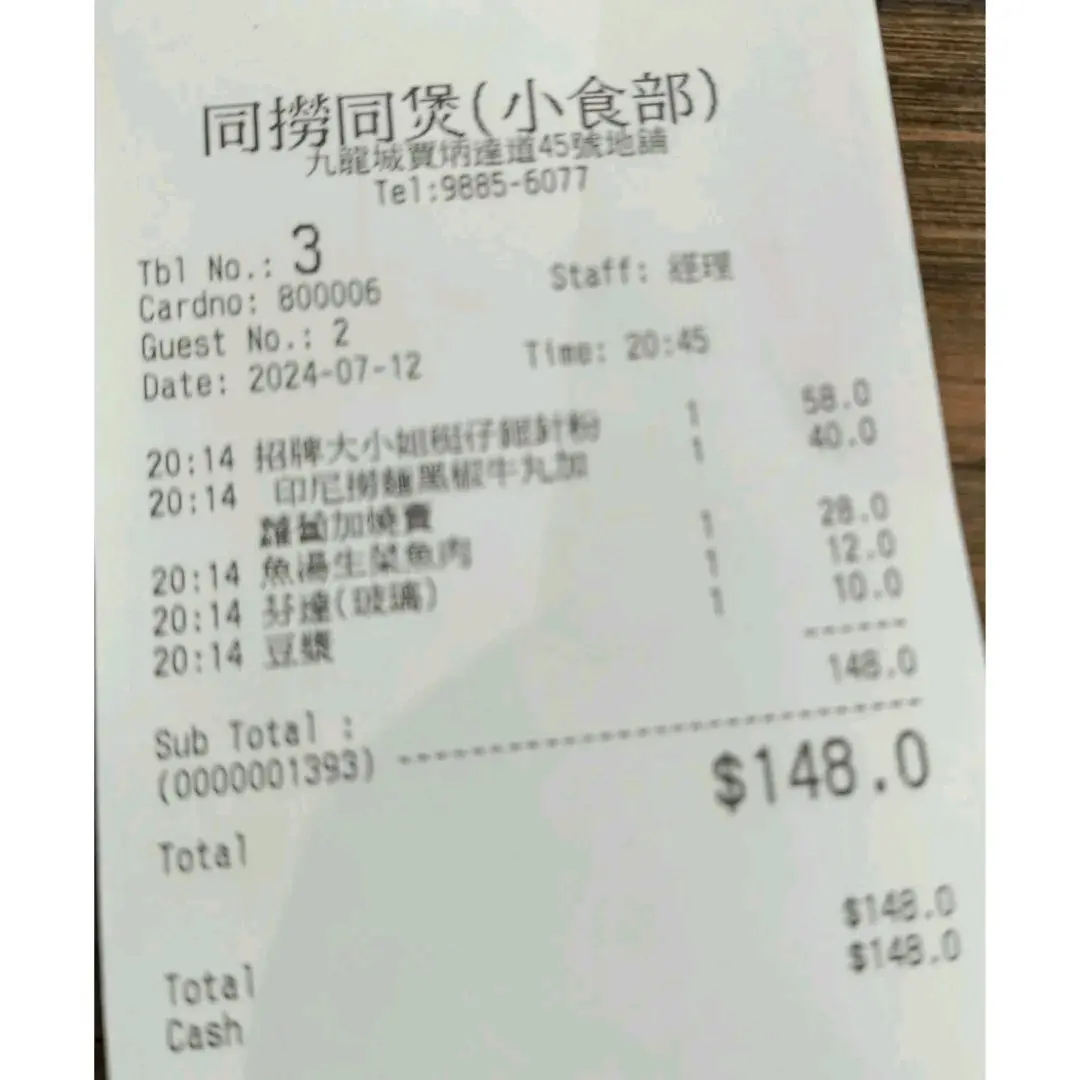 同撈同煲(小食部)
九龍城賈炳達道45號地舖
Tel:9885-6077
Tbl No.: 3
Cardno: 800006 Staff: 經理
Guest No.: 2
Date: 2024-07-12 Time: 20:45
20:14 招牌大小姐艇仔銀針粉 1 58.0
20:14 印尼撈麵黑椒牛丸加 1 40.0
蘿蔔加燒賣
20:14 魚湯生菜魚肉 1 28.0
20:14 芬達(玻璃) 1 12.0
20:14 豆漿 1 10.0
Sub Total : 148.0
(0000001393)
Total $148.0
Total $148.0
Cash $148.0